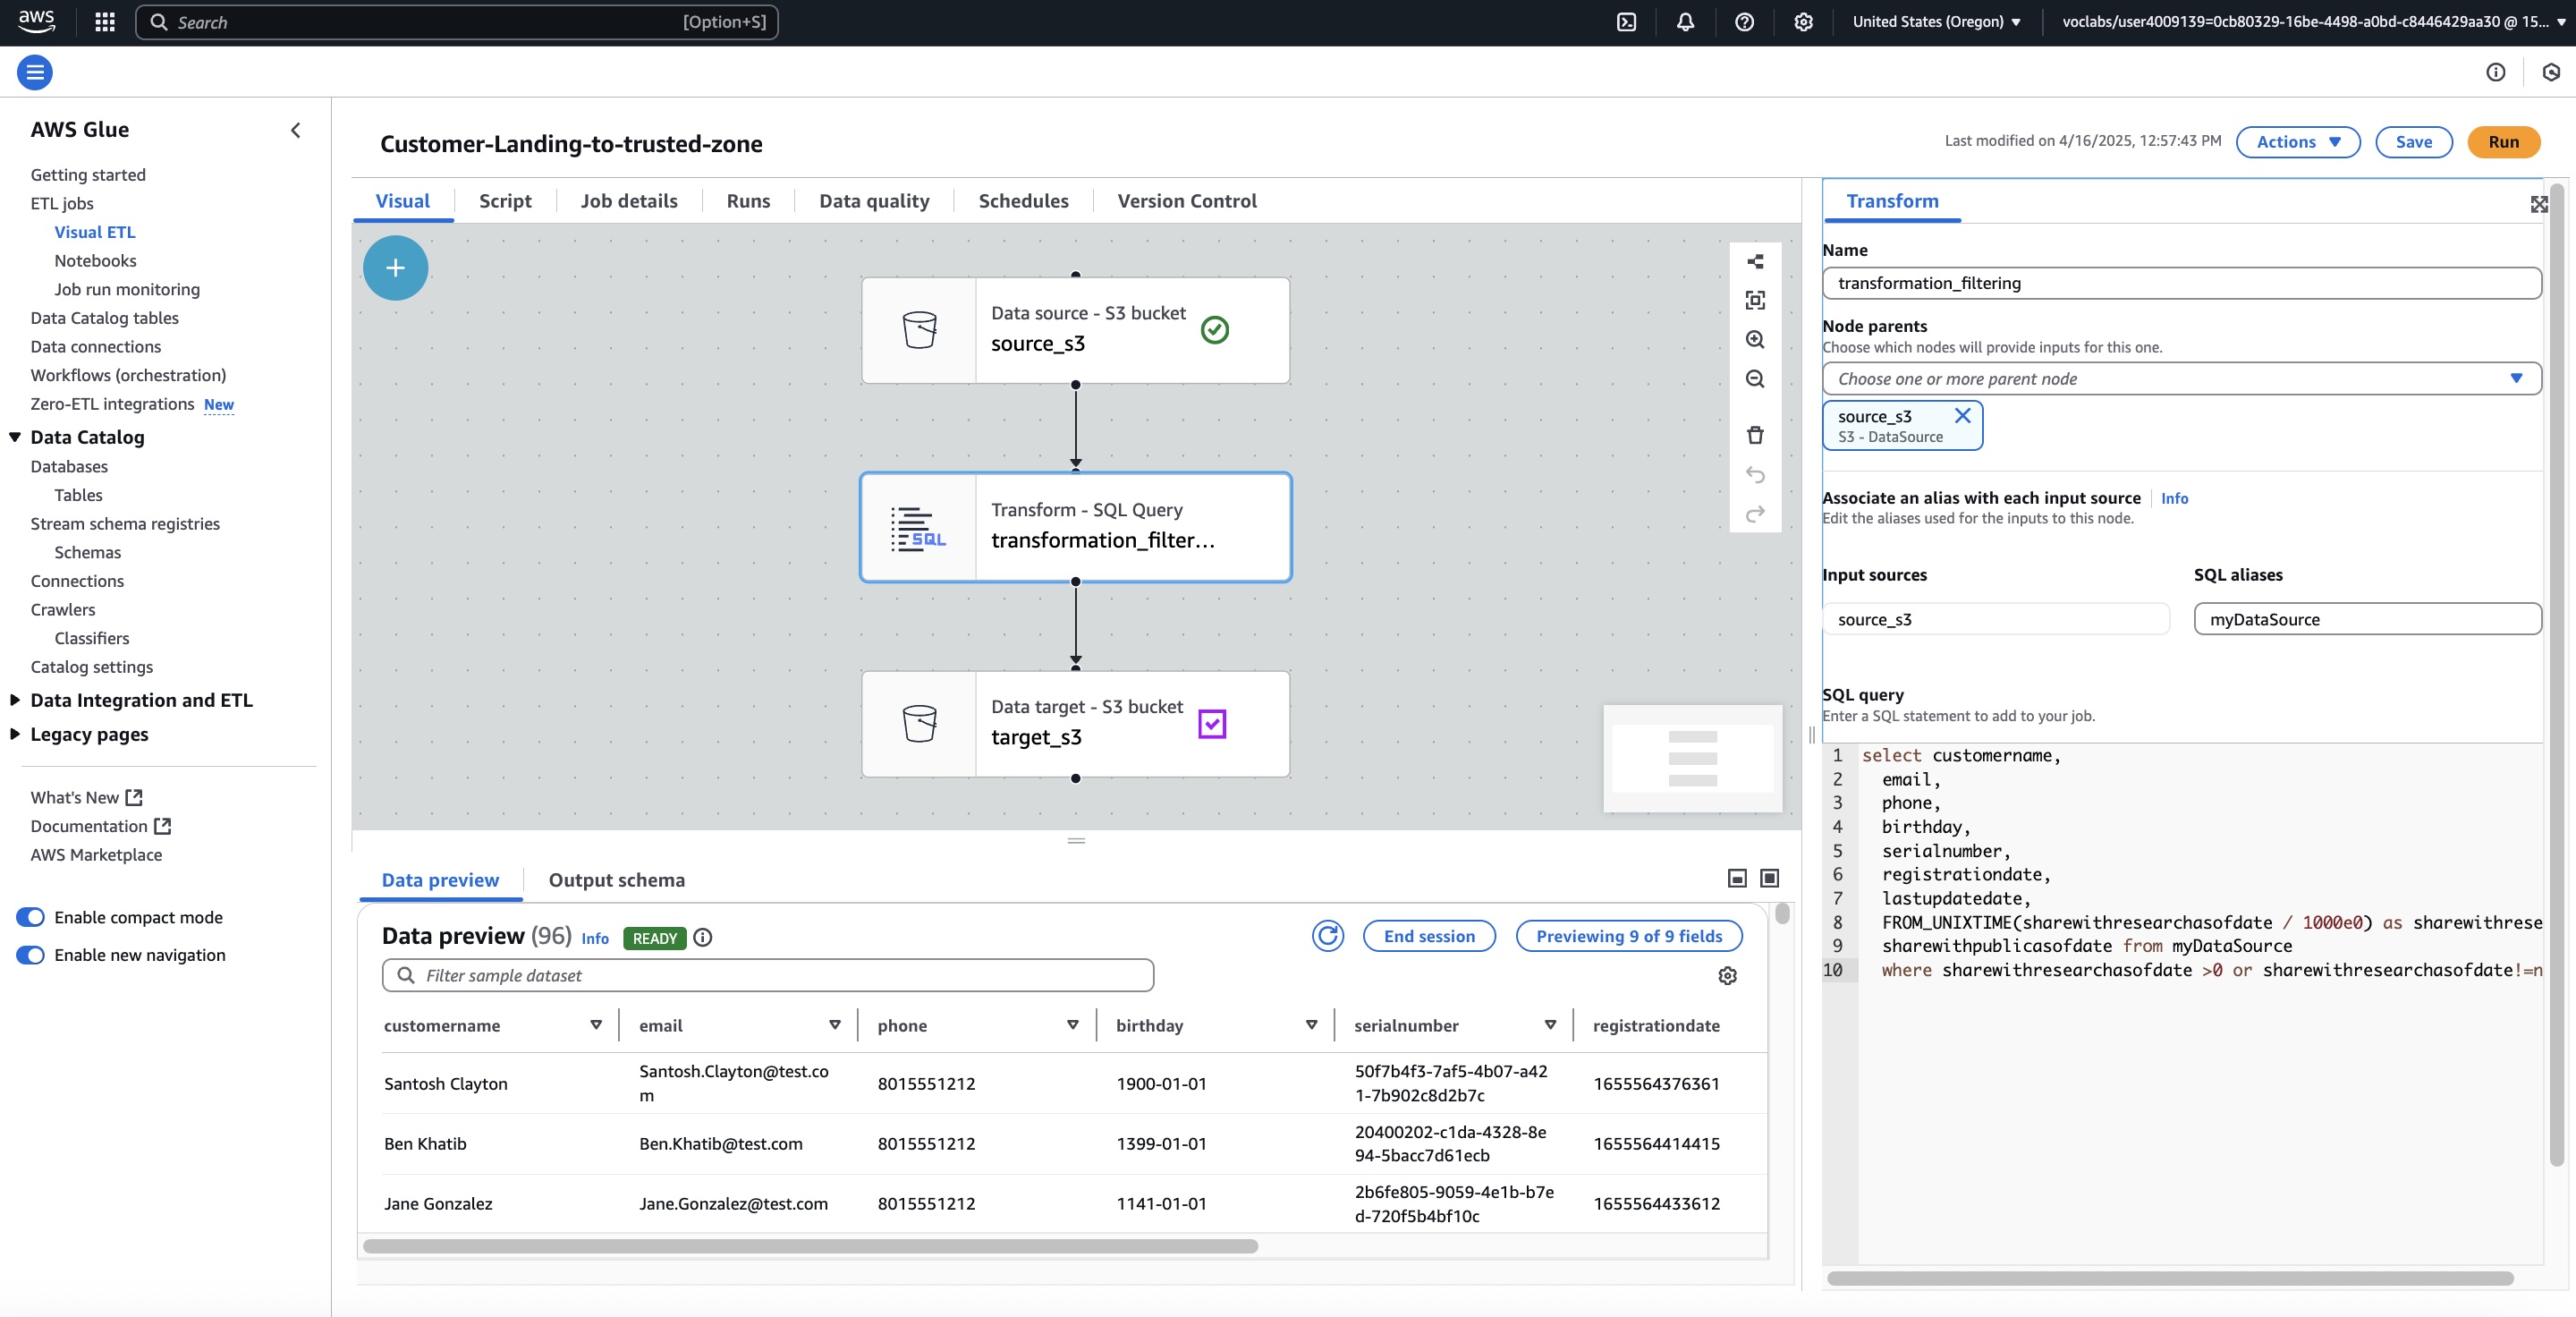 aws
Search
[Option+S]
United States (Oregon)
voclabs/user4009139=0cb80329-16be-4498-a0bd-c8446429aa30 @ 15...
AWS Glue
Getting started
ETL jobs
Visual ETL
Notebooks
Job run monitoring
Data Catalog tables
Data connections
Workflows (orchestration)
Zero-ETL integrations New
Data Catalog
Databases
Tables
Stream schema registries
Schemas
Connections
Crawlers
Classifiers
Catalog settings
Data Integration and ETL
Legacy pages
What's New
Documentation
AWS Marketplace
Enable compact mode
Enable new navigation
Customer-Landing-to-trusted-zone
Last modified on 4/16/2025, 12:57:43 PM
Actions
Save
Run
Visual
Script
Job details
Runs
Data quality
Schedules
Version Control
Data source - S3 bucket
source_s3
Transform - SQL Query
SQL
transformation_filter...
Data target - S3 bucket
target_s3
Data preview
Output schema
Data preview (96) Info READY
End session
Previewing 9 of 9 fields
Filter sample dataset
customername email phone birthday serialnumber registrationdate
Santosh Clayton Santosh.Clayton@test.co 8015551212 1900-01-01 50f7b4f3-7af5-4b07-a42 1655564376361
m 1-7b902c8d2b7c
Ben Khatib Ben.Khatib@test.com 8015551212 1399-01-01 20400202-c1da-4328-8e 1655564414415
94-5bacc7d61ecb
Jane Gonzalez Jane.Gonzalez@test.com 8015551212 1141-01-01 2b6fe805-9059-4e1b-b7e 1655564433612
d-720f5b4bf10c
Transform
Name
transformation_filtering
Node parents
Choose which nodes will provide inputs for this one.
Choose one or more parent node
source_s3
S3 - DataSource
Associate an alias with each input source Info
Edit the aliases used for the inputs to this node.
Input sources
SQL aliases
source_s3
myDataSource
SQL query
Enter a SQL statement to add to your job.
1 select customername,
2 email,
3 phone,
4 birthday,
5 serialnumber,
6 registrationdate,
7 lastupdatedate,
8 FROM_UNIXTIME(sharewithresearchasofdate / 1000e0) as sharewithrese
9 sharewithpublicasofdate from myDataSource
10 where sharewithresearchasofdate >0 or sharewithresearchasofdate!=n